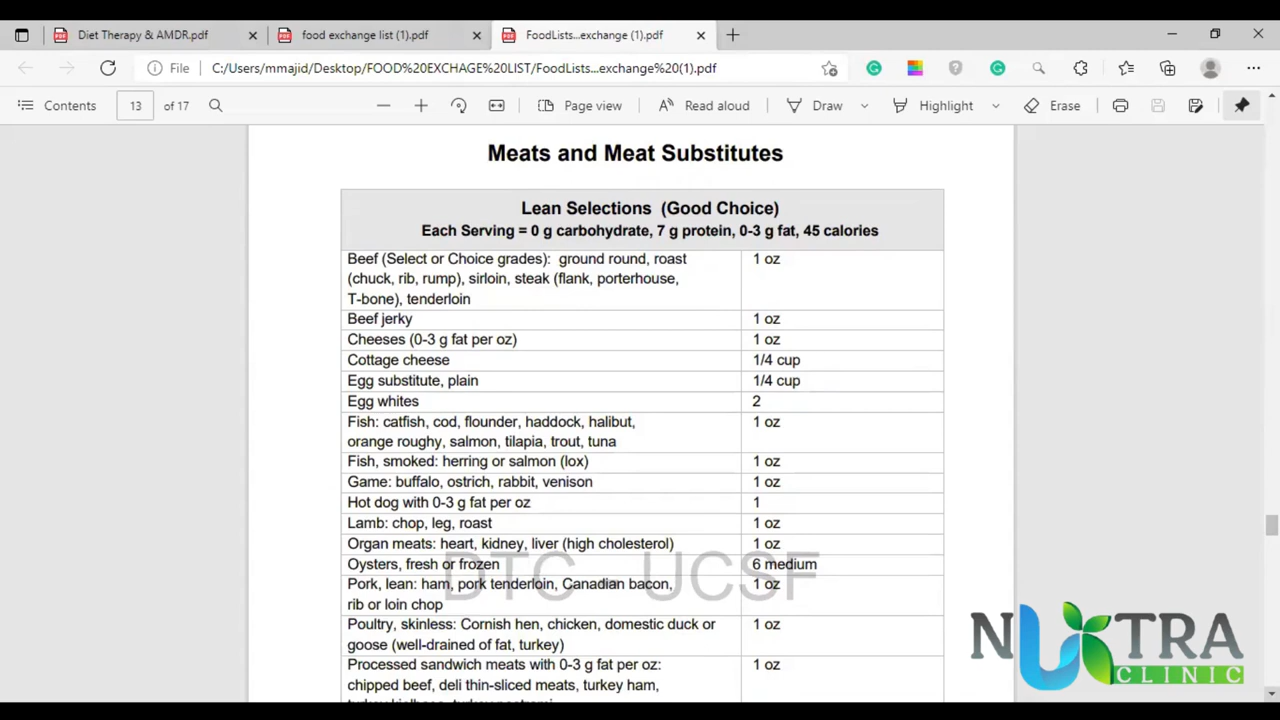 Diet Therapy & AMDR.pdf
food exchange list (1).pdf
FoodLists...exchange (1).pdf
File
C:/Users/mmajid/Desktop/FOOD%20EXCHAGE%20LIST/FoodLists...exchange%20(1).pdf
Contents
13
of 17
Page view
Read aloud
Draw
Highlight
Erase
Meats and Meat Substitutes
Lean Selections (Good Choice)
Each Serving = 0 g carbohydrate, 7 g protein, 0-3 g fat, 45 calories
Beef (Select or Choice grades): ground round, roast 1 oz
(chuck, rib, rump), sirloin, steak (flank, porterhouse,
T-bone), tenderloin
Beef jerky 1 oz
Cheeses (0-3 g fat per oz) 1 oz
Cottage cheese 1/4 cup
Egg substitute, plain 1/4 cup
Egg whites 2
Fish: catfish, cod, flounder, haddock, halibut, 1 oz
orange roughy, salmon, tilapia, trout, tuna
Fish, smoked: herring or salmon (lox) 1 oz
Game: buffalo, ostrich, rabbit, venison 1 oz
Hot dog with 0-3 g fat per oz 1
Lamb: chop, leg, roast 1 oz
Organ meats: heart, kidney, liver (high cholesterol) 1 oz
Oysters, fresh or frozen 6 medium
DTC - UCSF
Pork, lean: ham, pork tenderloin, Canadian bacon, 1 oz
rib or loin chop
Poultry, skinless: Cornish hen, chicken, domestic duck or 1 oz
goose (well-drained of fat, turkey)
Processed sandwich meats with 0-3 g fat per oz: 1 oz
chipped beef, deli thin-sliced meats, turkey ham,
turkey kielbasa, turkey pastrami
NUTRA
CLINIC